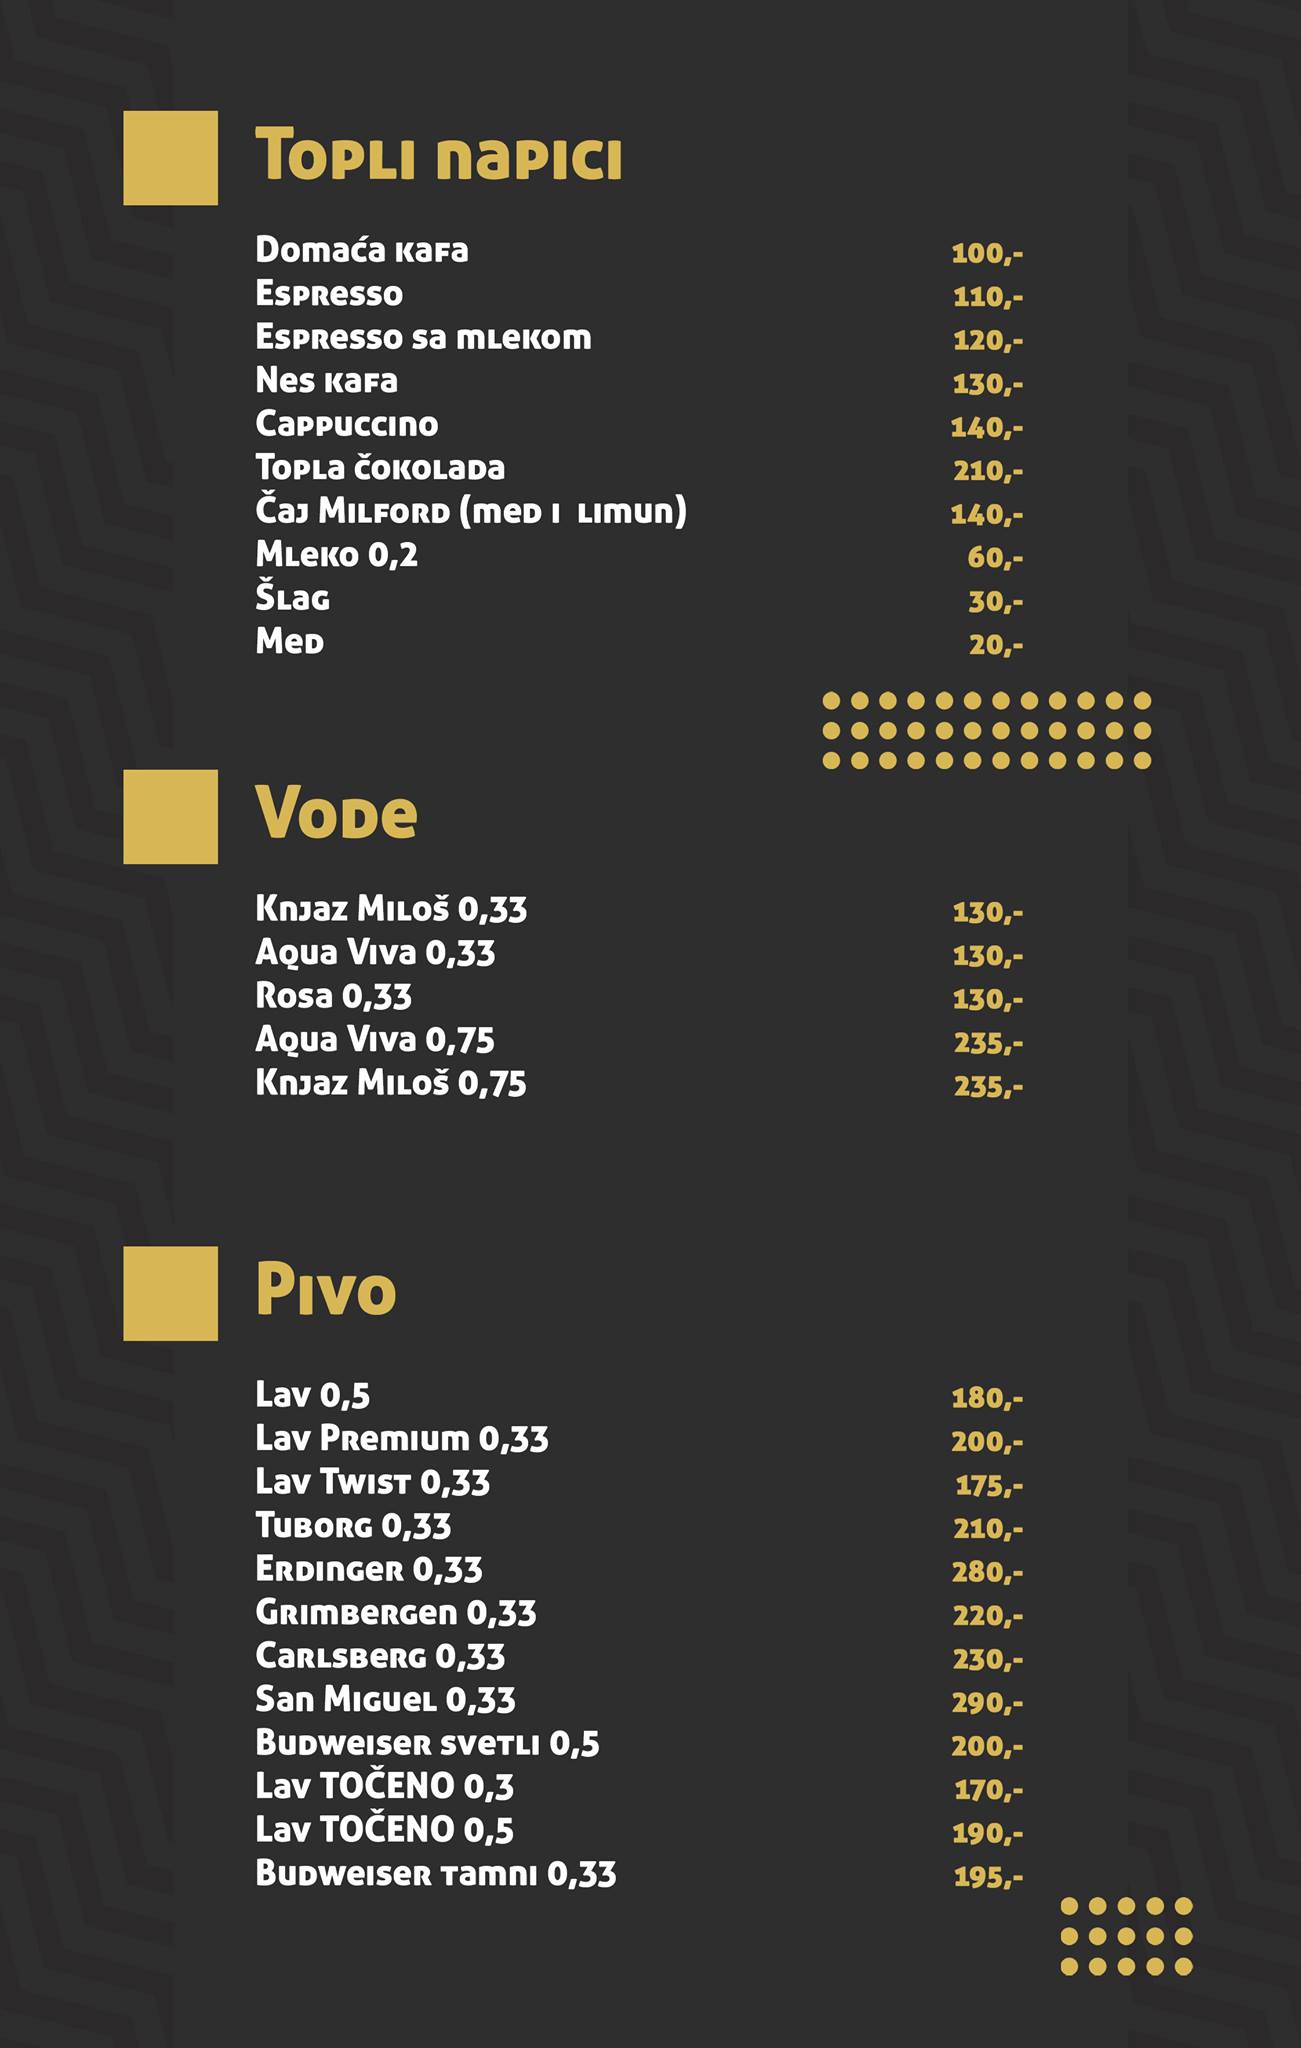 Topli napici
Domaća kafa 100,-
Espresso 110,-
Espresso sa mlekom 120,-
Nes kafa 130,-
Cappuccino 140,-
Topla čokolada 210,-
Čaj Milford (med i limun) 140,-
Mleko 0,2 60,-
Šlag 30,-
Med 20,-
Vode
Knjaz Miloš 0,33 130,-
Aqua Viva 0,33 130,-
Rosa 0,33 130,-
Aqua Viva 0,75 235,-
Knjaz Miloš 0,75 235,-
Pivo
Lav 0,5 180,-
Lav Premium 0,33 200,-
Lav Twist 0,33 175,-
Tuborg 0,33 210,-
Erdinger 0,33 280,-
Grimbergen 0,33 220,-
Carlsberg 0,33 230,-
San Miguel 0,33 290,-
Budweiser svetli 0,5 200,-
Lav TOČENO 0,3 170,-
Lav TOČENO 0,5 190,-
Budweiser tamni 0,33 195,-